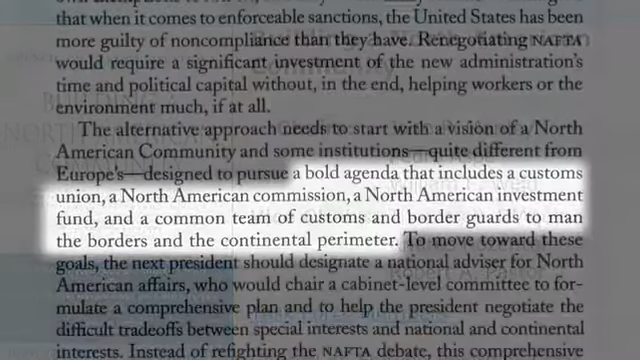 that when it comes to enforceable sanctions, the United States has been
more guilty of noncompliance than they have. Renegotiating NAFTA
would require a significant investment of the new administration's
time and political capital without, in the end, helping workers or the
environment much, if at all.
The alternative approach needs to start with a vision of a North
American Community and some institutions—quite different from
Europe's—designed to pursue a bold agenda that includes a customs
union, a North American commission, a North American investment
fund, and a common team of customs and border guards to man
the borders and the continental perimeter. To move toward these
goals, the next president should designate a national adviser for North
American affairs, who would chair a cabinet-level committee to for-
mulate a comprehensive plan and to help the president negotiate the
difficult tradeoffs between special interests and national and continental
interests. Instead of refighting the NAFTA debate, this comprehensive